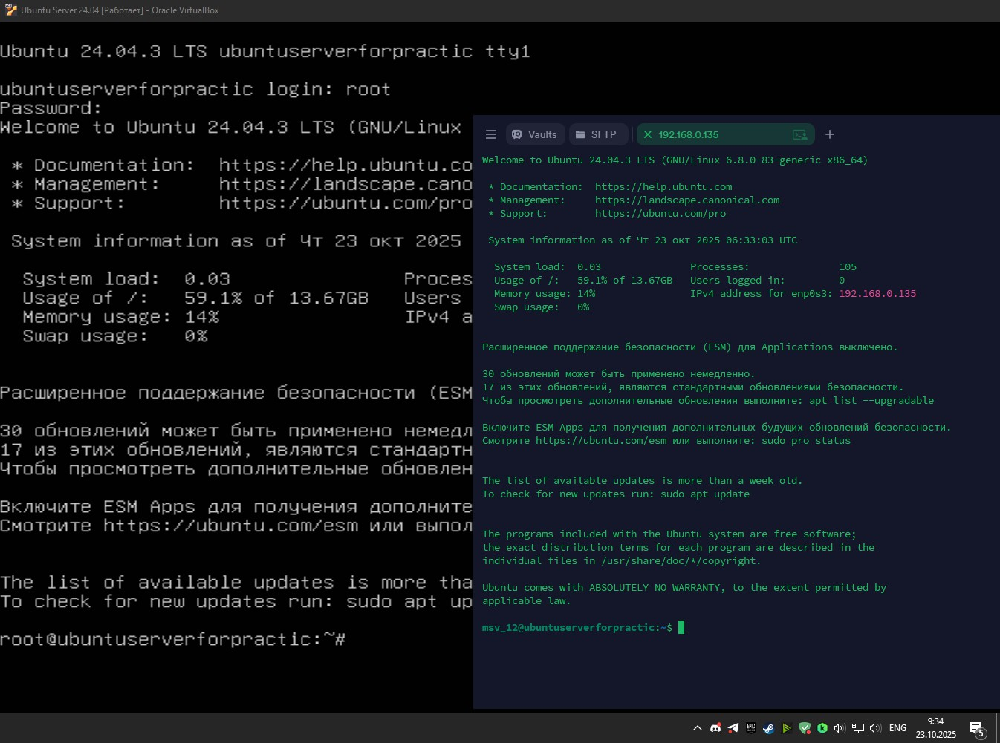 Ubuntu Server 24.04 [Работает] - Oracle VirtualBox
Ubuntu 24.04.3 LTS ubuntuserverforpractic tty1
ubuntuserverforpractic login: root
Password:
Welcome to Ubuntu 24.04.3 LTS (GNU/Linux
* Documentation:  https://help.ubuntu.co
* Management:     https://landscape.cano
* Support:        https://ubuntu.com/pro
System information as of Чт 23 окт 2025
System load:  0.03    Proces
Usage of /:   59.1% of 13.67GB   Users
Memory usage: 14%    IPv4 a
Swap usage:   0%
Расширенное поддержание безопасности (ESM
30 обновлений может быть применено немедл
17 из этих обновлений, являются стандартн
Чтобы просмотреть дополнительные обновлен
Включите ESM Apps для получения дополните
Смотрите https://ubuntu.com/esm или выпол
The list of available updates is more tha
To check for new updates run: sudo apt up
root@ubuntuserverforpractic:~#
Vaults SFTP 192.168.0.135
Welcome to Ubuntu 24.04.3 LTS (GNU/Linux 6.8.0-83-generic x86_64)
* Documentation:  https://help.ubuntu.com
* Management:     https://landscape.canonical.com
* Support:        https://ubuntu.com/pro
System information as of Чт 23 окт 2025 06:33:03 UTC
System load:  0.03    Processes:    105
Usage of /:   59.1% of 13.67GB   Users logged in:    0
Memory usage: 14%    IPv4 address for enp0s3: 192.168.0.135
Swap usage:   0%
Расширенное поддержание безопасности (ESM) для Applications выключено.
30 обновлений может быть применено немедленно.
17 из этих обновлений, являются стандартными обновлениями безопасности.
Чтобы просмотреть дополнительные обновления выполните: apt list --upgradable
Включите ESM Apps для получения дополнительных будущих обновлений безопасности.
Смотрите https://ubuntu.com/esm или выполните: sudo pro status
The list of available updates is more than a week old.
To check for new updates run: sudo apt update
The programs included with the Ubuntu system are free software;
the exact distribution terms for each program are described in the
individual files in /usr/share/doc/*/copyright.
Ubuntu comes with ABSOLUTELY NO WARRANTY, to the extent permitted by
applicable law.
msv_12@ubuntuserverforpractic:~$
ENG
9:34
23.10.2025
5